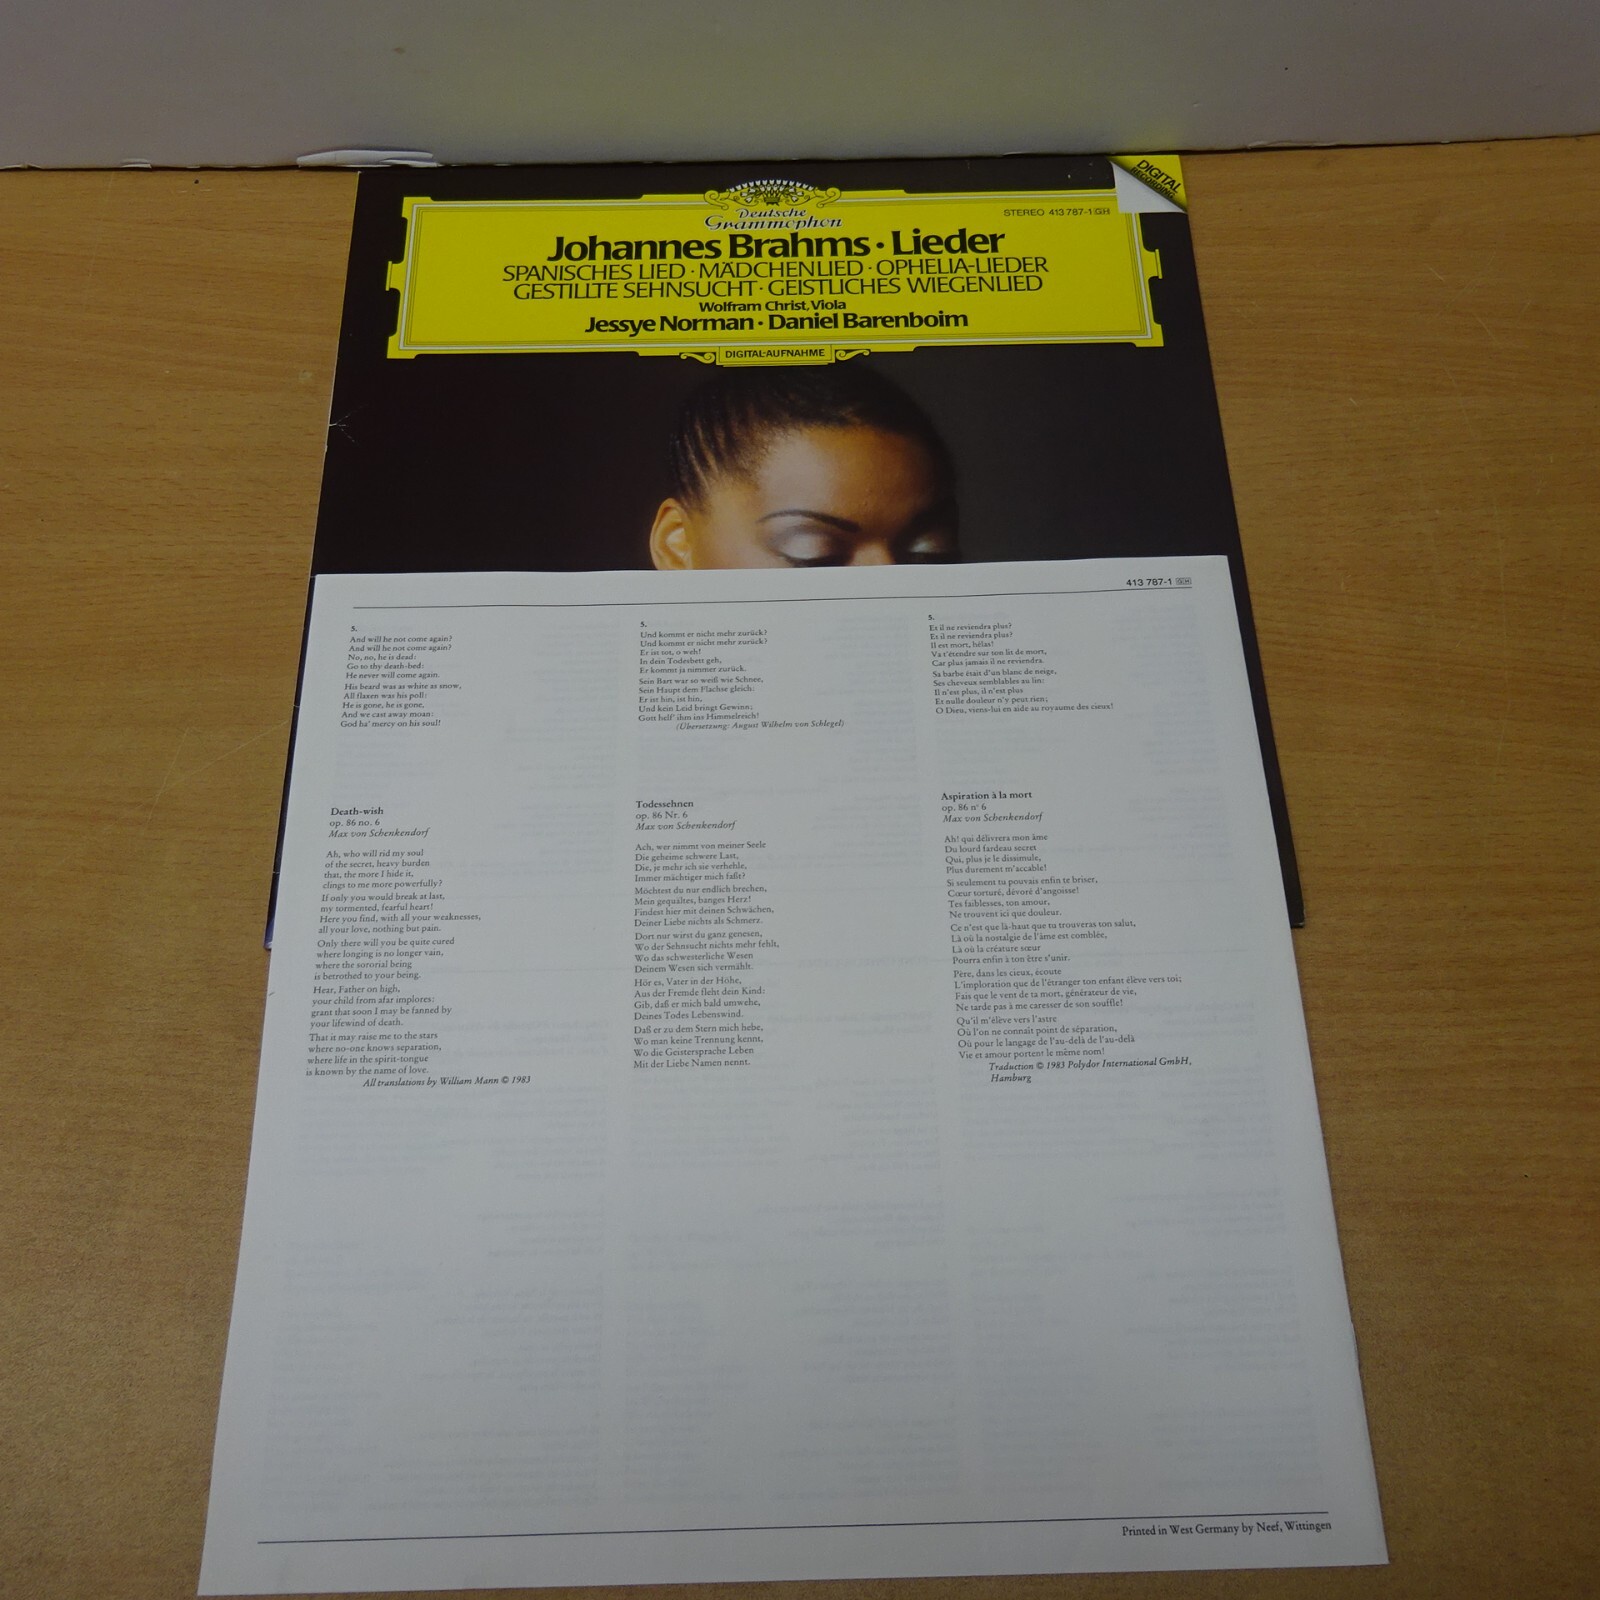 DIGITAL
RECORDING
Deutsche
Grammophon
STEREO 413 787-1 GH
Johannes Brahms · Lieder
SPANISCHES LIED · MÄDCHENLIED · OPHELIA-LIEDER
GESTILLTE SEHNSUCHT · GEISTLICHES WIEGENLIED
Wolfram Christ, Viola
Jessye Norman · Daniel Barenboim
DIGITAL-AUFNAHME
413 787-1 GH
5.
And will he not come again?
And will he not come again?
No, no, he is dead:
Go to thy death-bed:
He never will come again.
His beard was as white as snow,
All flaxen was his poll:
He is gone, he is gone,
And we cast away moan:
God ha' mercy on his soul!
Death-wish
op. 86 no. 6
Max von Schenkendorf
Ah, who will rid my soul
of the secret, heavy burden
that, the more I hide it,
clings to me more powerfully?
If only you would break at last,
my tormented, fearful heart!
Here you find, with all your weaknesses,
all your love, nothing but pain.
Only there will you be quite cured
where longing is no longer vain,
where the sororial being
is betrothed to your being.
Hear, Father on high,
your child from afar implores:
grant that soon I may be fanned by
your lifewind of death.
That it may raise me to the stars
where no-one knows separation,
where life in the spirit-tongue
is known by the name of love.
All translations by William Mann © 1983
5.
Und kommt er nicht mehr zurück?
Und kommt er nicht mehr zurück?
Er ist tot, o weh!
In dein Todesbett geh,
Er kommt ja nimmer zurück.
Sein Bart war so weiß wie Schnee,
Sein Haupt dem Flachse gleich:
Er ist hin, ist hin,
Und kein Leid bringt Gewinn;
Gott helf' ihm ins Himmelreich!
(Übersetzung: August Wilhelm von Schlegel)
Todessehnen
op. 86 Nr. 6
Max von Schenkendorf
Ach, wer nimmt von meiner Seele
Die geheime schwere Last,
Die, je mehr ich sie verhehle,
Immer mächtiger mich faßt?
Möchtest du nur endlich brechen,
Mein gequältes, banges Herz!
Findest hier mit deinen Schwächen,
Deiner Liebe nichts als Schmerz.
Dort nur wirst du ganz genesen,
Wo der Sehnsucht nichts mehr fehlt,
Wo das schwesterliche Wesen
Deinem Wesen sich vermählt.
Hör es, Vater in der Höhe,
Aus der Fremde fleht dein Kind:
Gib, daß er mich bald umwehe,
Deines Todes Lebenswind.
Daß er zu dem Stern mich hebe,
Wo man keine Trennung kennt,
Wo die Geistersprache Leben
Mit der Liebe Namen nennt.
5.
Et il ne reviendra plus?
Et il ne reviendra plus?
Il est mort, hélas!
Va t'étendre sur ton lit de mort,
Car plus jamais il ne reviendra.
Sa barbe était d'un blanc de neige,
Ses cheveux semblables au lin:
Il n'est plus, il n'est plus
Et nulle douleur n'y peut rien;
O Dieu, viens-lui en aide au royaume des cieux!
Aspiration à la mort
op. 86 n° 6
Max von Schenkendorf
Ah! qui délivrera mon âme
Du lourd fardeau secret
Qui, plus je le dissimule,
Plus durement m'accable!
Si seulement tu pouvais enfin te briser,
Cœur torturé, dévoré d'angoisse!
Tes faiblesses, ton amour,
Ne trouvent ici que douleur.
Ce n'est que là-haut que tu trouveras ton salut,
Là où la nostalgie de l'âme est comblée,
Là où la créature sœur
Pourra enfin à ton être s'unir.
Père, dans les cieux, écoute
L'imploration que de l'étranger ton enfant élève vers toi;
Fais que le vent de ta mort, générateur de vie,
Ne tarde pas à me caresser de son souffle!
Qu'il m'élève vers l'astre
Où l'on ne connaît point de séparation,
Où pour le langage de l'au-delà de l'au-delà
Vie et amour portent le même nom!
Traduction © 1983 Polydor International GmbH,
Hamburg
Printed in West Germany by Neef, Wittingen